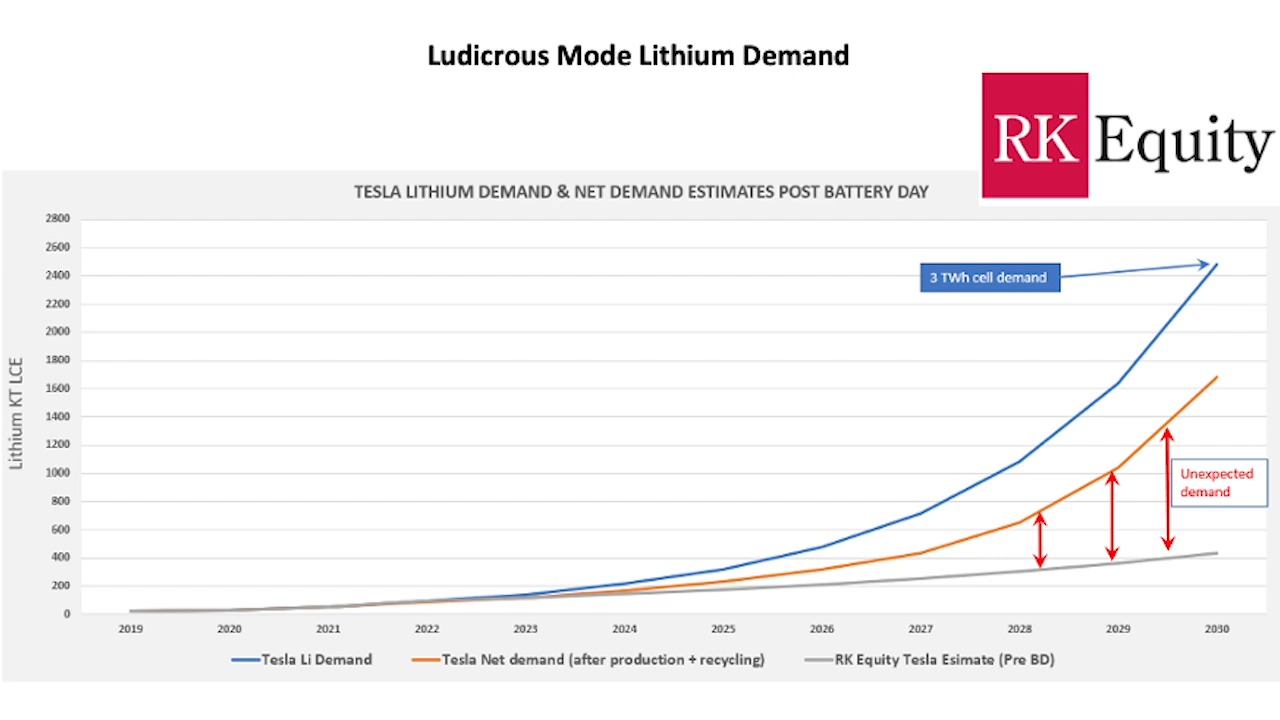 Ludicrous Mode Lithium Demand
RK Equity
TESLA LITHIUM DEMAND & NET DEMAND ESTIMATES POST BATTERY DAY
Lithium KT LCE
2800
2600
2400
2200
2000
1800
1600
1400
1200
1000
800
600
400
200
0
3 TWh cell demand
Unexpected
demand
2019 2020 2021 2022 2023 2024 2025 2026 2027 2028 2029 2030
Tesla Li Demand Tesla Net demand (after production + recycling) RK Equity Tesla Esimate (Pre BD)